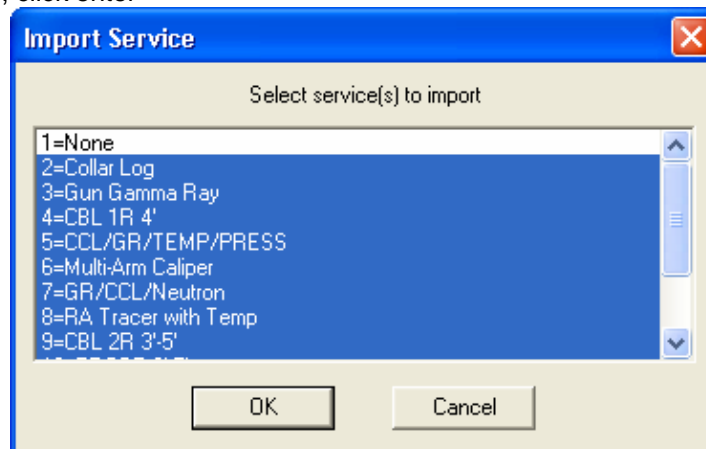 , click enter
Import Service
Select service(s) to import
1=None
2=Collar Log
3=Gun Gamma Ray
4=CBL 1R 4'
5=CCL/GR/TEMP/PRESS
6=Multi-Arm Caliper
7=GR/CCL/Neutron
8=RA Tracer with Temp
9=CBL 2R 3'-5'
OK
Cancel